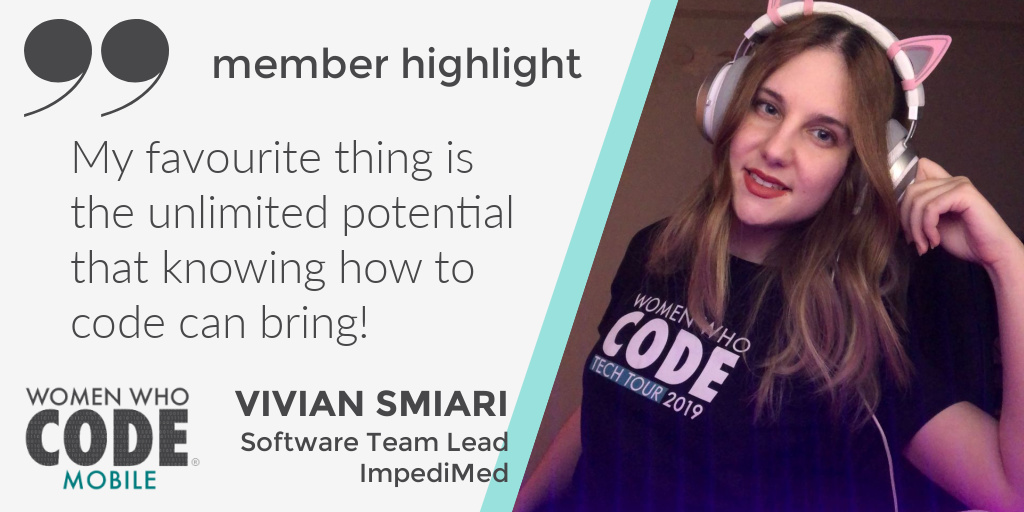 member highlight
My favourite thing is
the unlimited potential
that knowing how to
code can bring!
WOMEN WHO
CODE®
MOBILE
VIVIAN SMIARI
Software Team Lead
ImpediMed
WOMEN WHO
CODE
TECH TOUR 2019